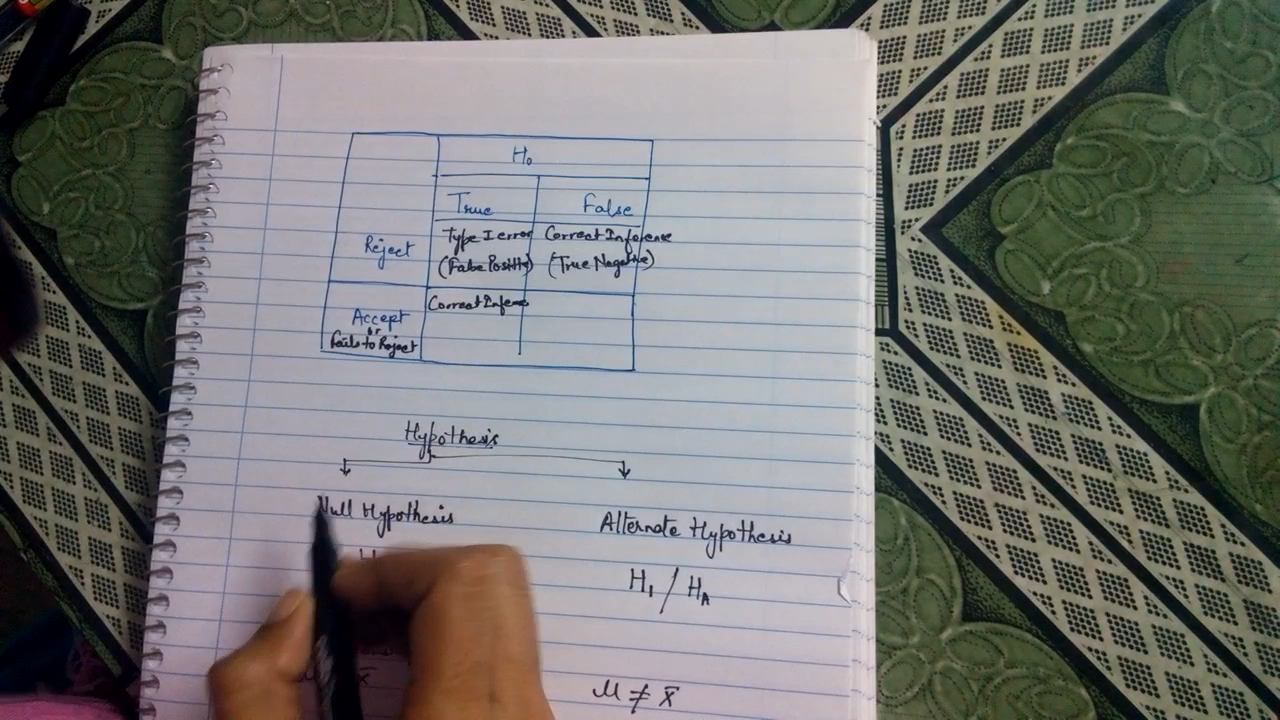 H₀
True False
Reject Type I error Correct Inference
(False Positive) (True Negative)
Correct Inference
Accept
or
fails to Reject
Hypothesis
Null Hypothesis Alternate Hypothesis
H₁ / Hₐ
x̄ μ ≠ x̄